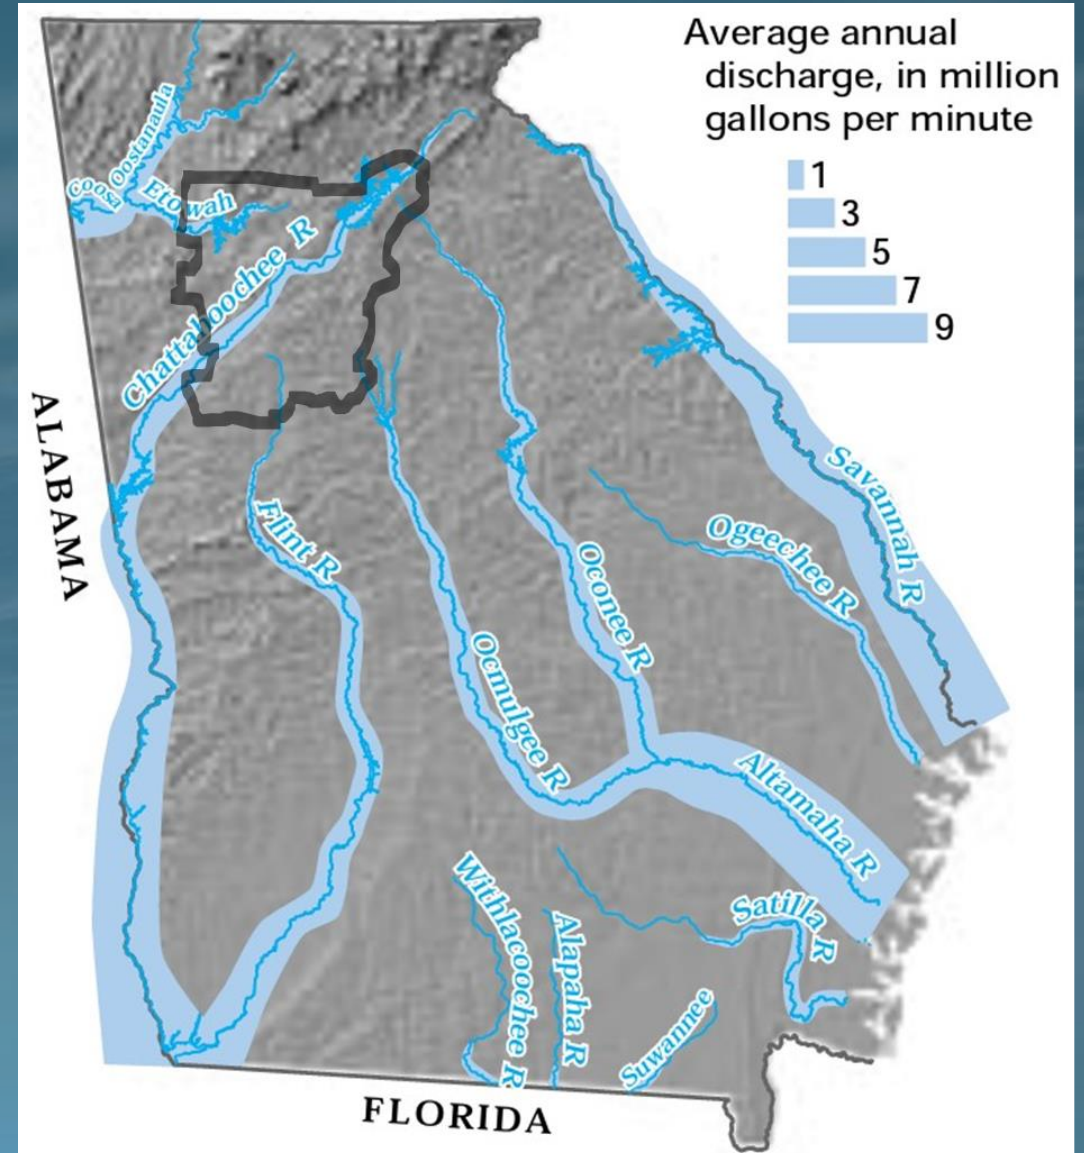 Average annual
discharge, in million
gallons per minute
1
3
5
7
9
Oostanaula
Coosa
Etowah
Chattahoochee R
ALABAMA
Flint R
Ocmulgee R
Oconee R
Ogeechee R
Savannah R
Altamaha R
Satilla R
Withlacoochee R
Alapaha R
Suwannee
FLORIDA